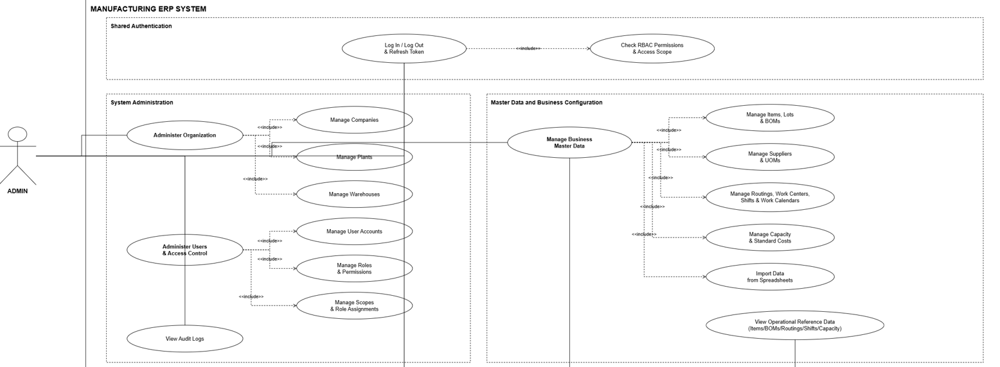 MANUFACTURING ERP SYSTEM
Shared Authentication
Log In / Log Out
& Refresh Token
<<include>>
Check RBAC Permissions
& Access Scope
System Administration
Administer Organization
<<include>>
<<include>>
<<include>>
Manage Companies
Manage Plants
Manage Warehouses
ADMIN
Administer Users
& Access Control
<<include>>
<<include>>
<<include>>
Manage User Accounts
Manage Roles
& Permissions
Manage Scopes
& Role Assignments
View Audit Logs
Master Data and Business Configuration
Manage Business
Master Data
<<include>>
<<include>>
<<include>>
<<include>>
<<include>>
Manage Items, Lots
& BOMs
Manage Suppliers
& UOMs
Manage Routings, Work Centers,
Shifts & Work Calendars
Manage Capacity
& Standard Costs
Import Data
from Spreadsheets
View Operational Reference Data
(Items/BOMs/Routings/Shifts/Capacity)